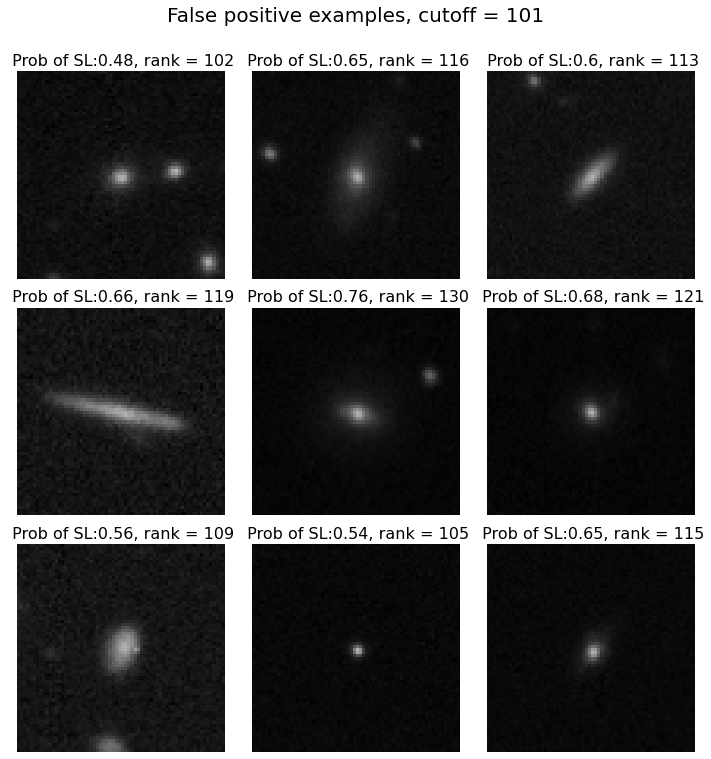 False positive examples, cutoff = 101
Prob of SL:0.48, rank = 102
Prob of SL:0.65, rank = 116
Prob of SL:0.6, rank = 113
Prob of SL:0.66, rank = 119
Prob of SL:0.76, rank = 130
Prob of SL:0.68, rank = 121
Prob of SL:0.56, rank = 109
Prob of SL:0.54, rank = 105
Prob of SL:0.65, rank = 115